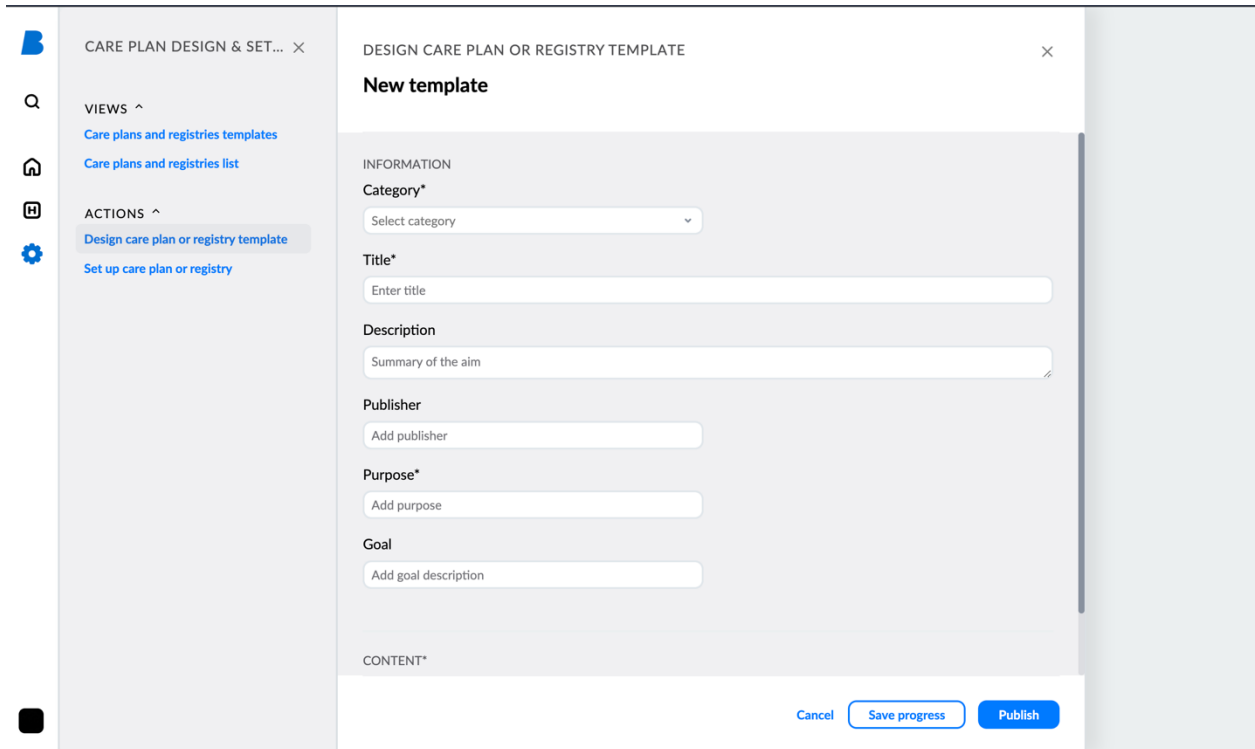 B
CARE PLAN DESIGN & SET...
VIEWS
Care plans and registries templates
Care plans and registries list
ACTIONS
Design care plan or registry template
Set up care plan or registry
DESIGN CARE PLAN OR REGISTRY TEMPLATE
New template
INFORMATION
Category*
Select category
Title*
Enter title
Description
Summary of the aim
Publisher
Add publisher
Purpose*
Add purpose
Goal
Add goal description
CONTENT*
Cancel
Save progress
Publish
H